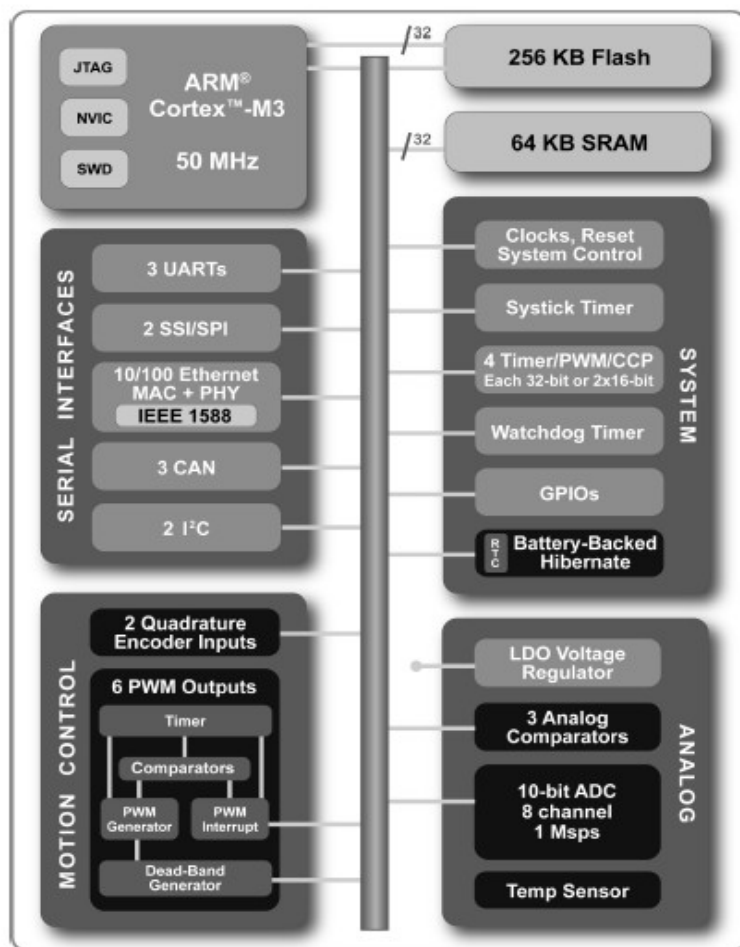 JTAG
NVIC
SWD
ARM®
Cortex™-M3
50 MHz
32
256 KB Flash
32
64 KB SRAM
SERIAL INTERFACES
3 UARTs
2 SSI/SPI
10/100 Ethernet
MAC + PHY
IEEE 1588
3 CAN
2 I²C
SYSTEM
Clocks, Reset
System Control
Systick Timer
4 Timer/PWM/CCP
Each 32-bit or 2x16-bit
Watchdog Timer
GPIOs
RTC
Battery-Backed
Hibernate
MOTION CONTROL
2 Quadrature
Encoder Inputs
6 PWM Outputs
Timer
Comparators
PWM
Generator
PWM
Interrupt
Dead-Band
Generator
ANALOG
LDO Voltage
Regulator
3 Analog
Comparators
10-bit ADC
8 channel
1 Msps
Temp Sensor